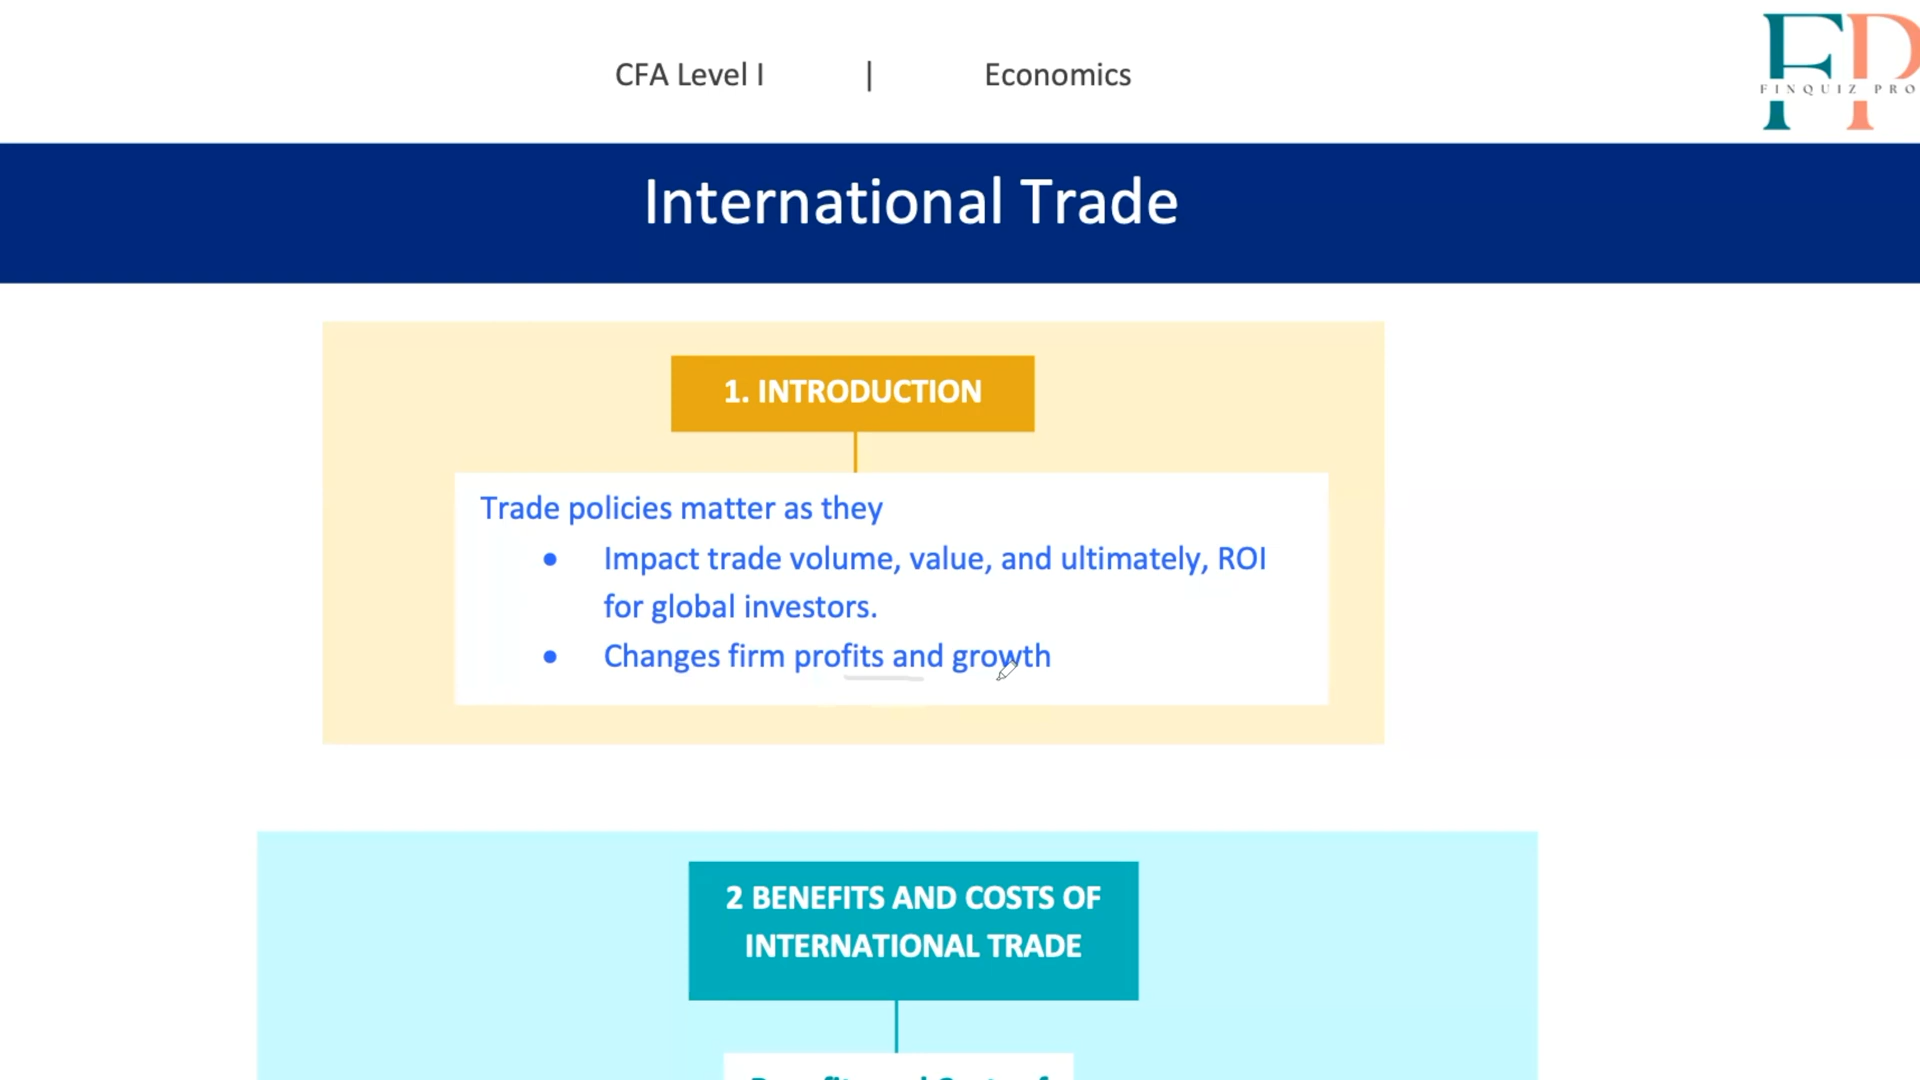 CFA Level I | Economics
FINQUIZ PRO
International Trade
1. INTRODUCTION
Trade policies matter as they
• Impact trade volume, value, and ultimately, ROI
for global investors.
• Changes firm profits and growth
2 BENEFITS AND COSTS OF
INTERNATIONAL TRADE